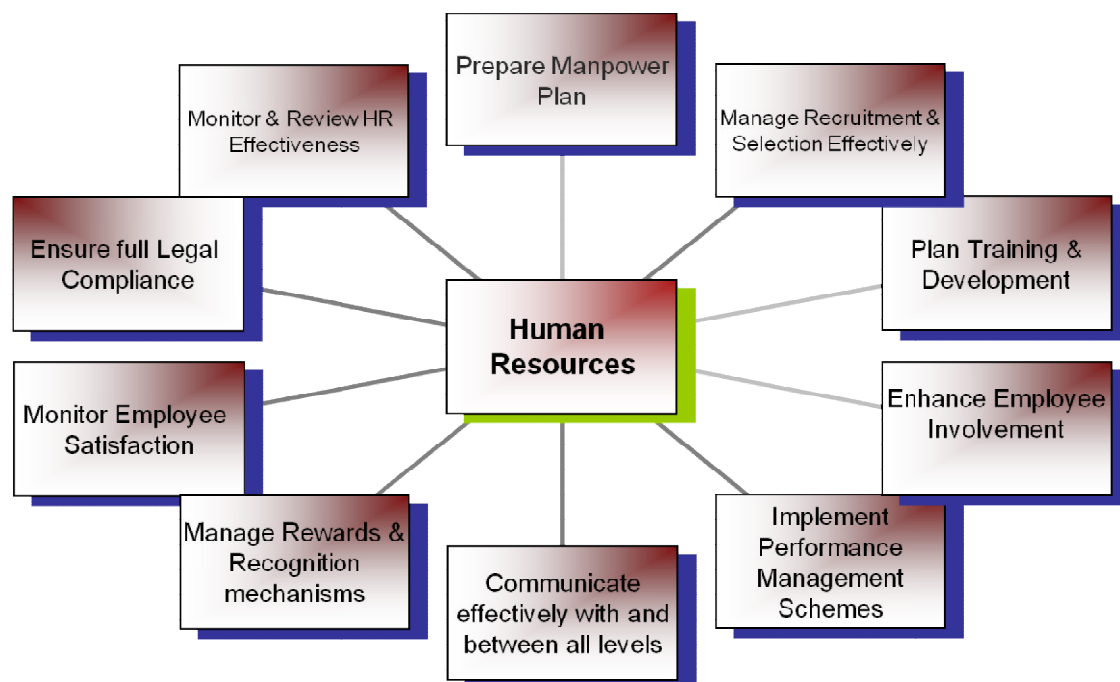 Prepare Manpower
Plan
Monitor & Review HR
Effectiveness
Manage Recruitment &
Selection Effectively
Ensure full Legal
Compliance
Plan Training &
Development
Human
Resources
Monitor Employee
Satisfaction
Enhance Employee
Involvement
Manage Rewards &
Recognition
mechanisms
Implement
Performance
Management
Schemes
Communicate
effectively with and
between all levels